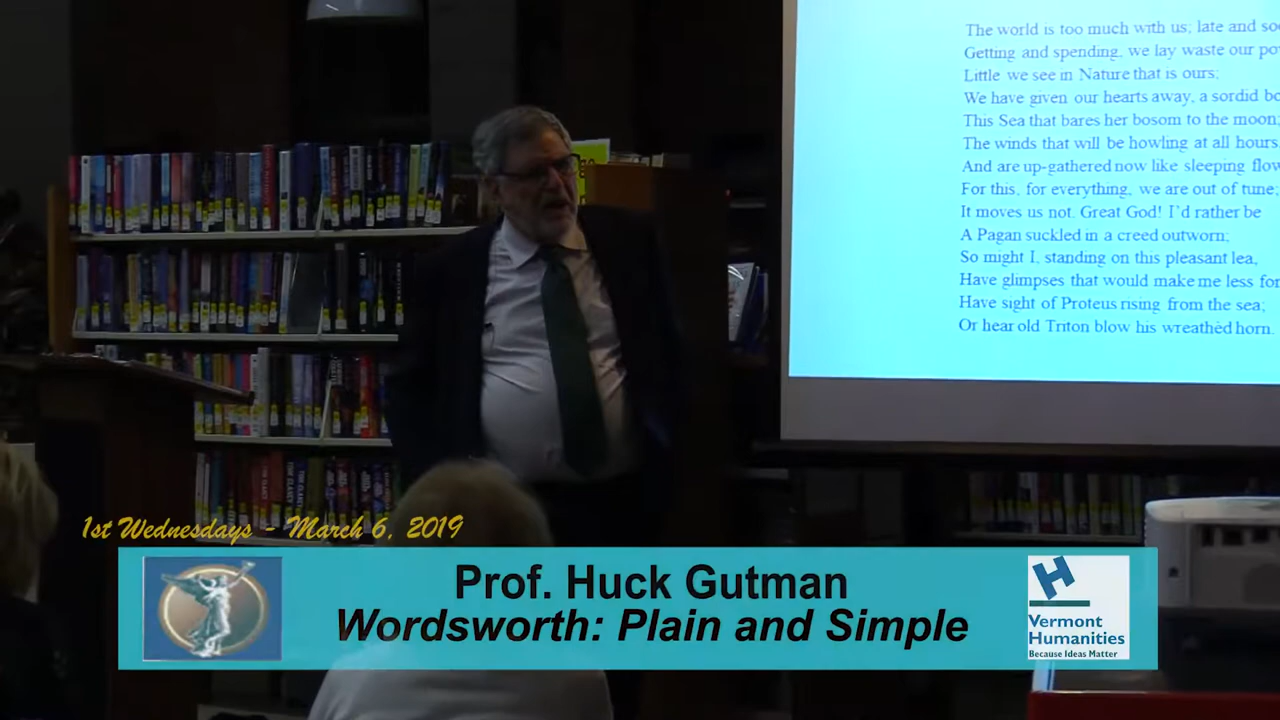 The world is too much with us; late and soo
Getting and spending, we lay waste our po
Little we see in Nature that is ours;
We have given our hearts away, a sordid bo
This Sea that bares her bosom to the moon;
The winds that will be howling at all hours,
And are up-gathered now like sleeping flow
For this, for everything, we are out of tune;
It moves us not. Great God! I'd rather be
A Pagan suckled in a creed outworn;
So might I, standing on this pleasant lea,
Have glimpses that would make me less for
Have sight of Proteus rising from the sea;
Or hear old Triton blow his wreathèd horn.
1st Wednesdays - March 6, 2019
Prof. Huck Gutman
Wordsworth: Plain and Simple
H
Vermont
Humanities
Because Ideas Matter